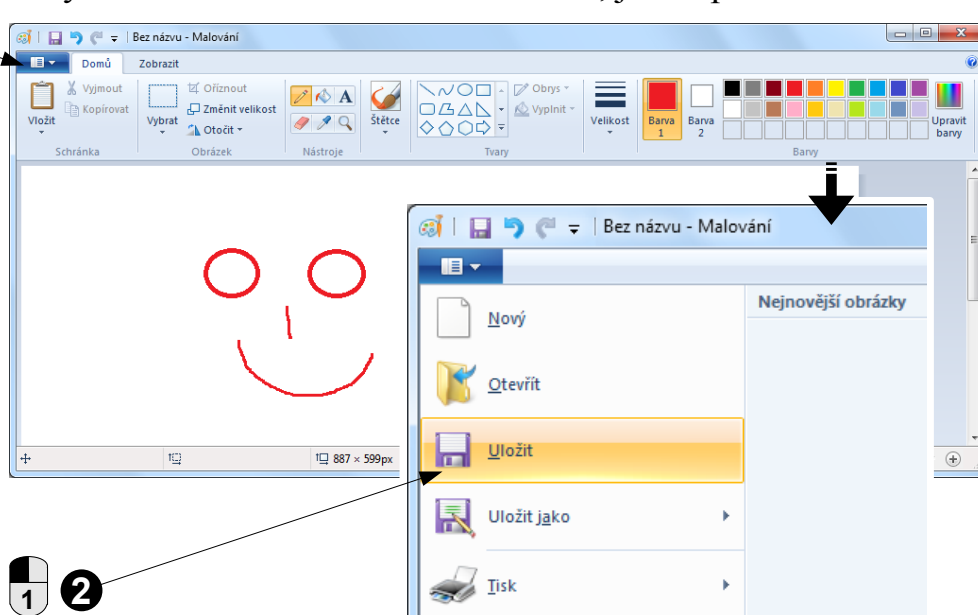 Bez názvu - Malování
Domů Zobrazit
Vložit
Vyjmout
Kopírovat
Schránka
Vybrat
Oříznout
Změnit velikost
Otočit
Obrázek
A
Nástroje
Štětce
Obrys
Vyplnit
Tvary
Velikost
Barva
1
Barva
2
Upravit
barvy
Barvy
Bez názvu - Malování
Nový
Otevřít
Uložit
Uložit jako
Tisk
Nejnovější obrázky
887 × 599px
1
2